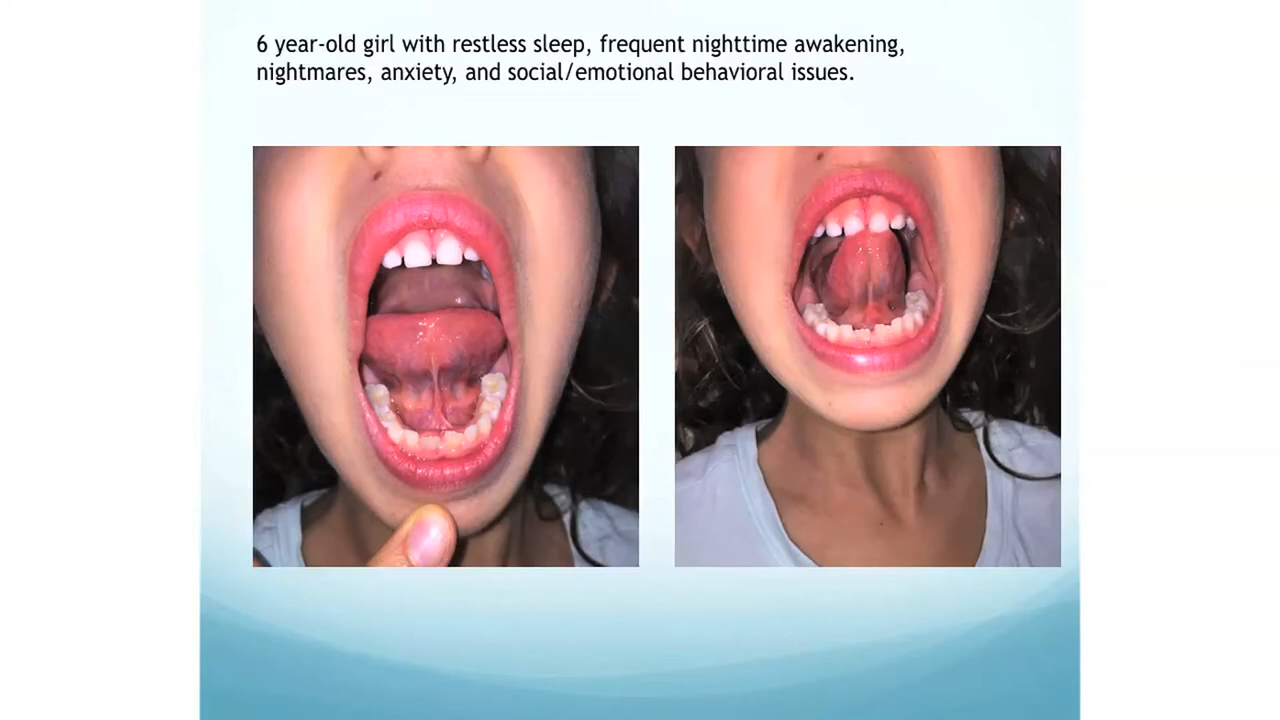 6 year-old girl with restless sleep, frequent nighttime awakening,
nightmares, anxiety, and social/emotional behavioral issues.